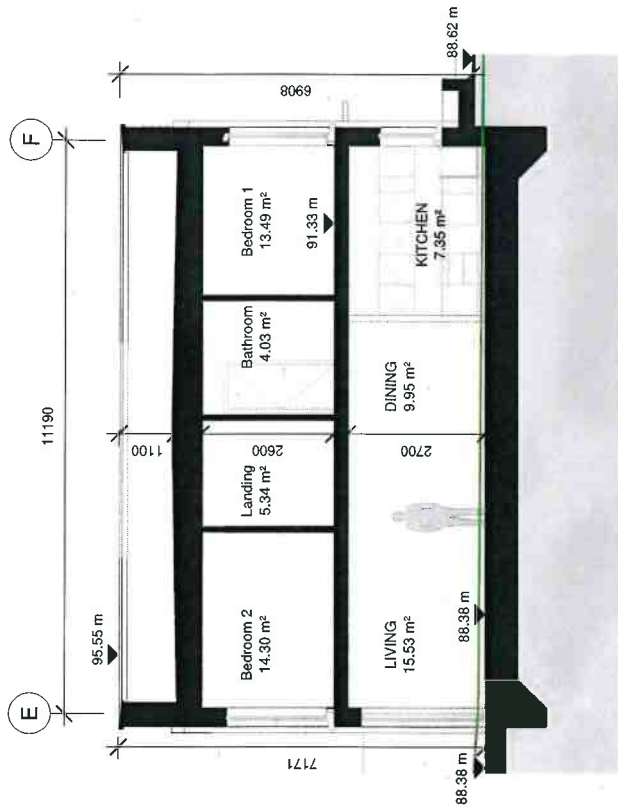 E
F
11190
95.55 m
7171
6908
1100
2600
2700
Bedroom 2
14.30 m²
Landing
5.34 m²
Bathroom
4.03 m²
Bedroom 1
13.49 m²
91.33 m
LIVING
15.53 m²
DINING
9.95 m²
KITCHEN
7.35 m²
88.38 m
88.38 m
88.62 m